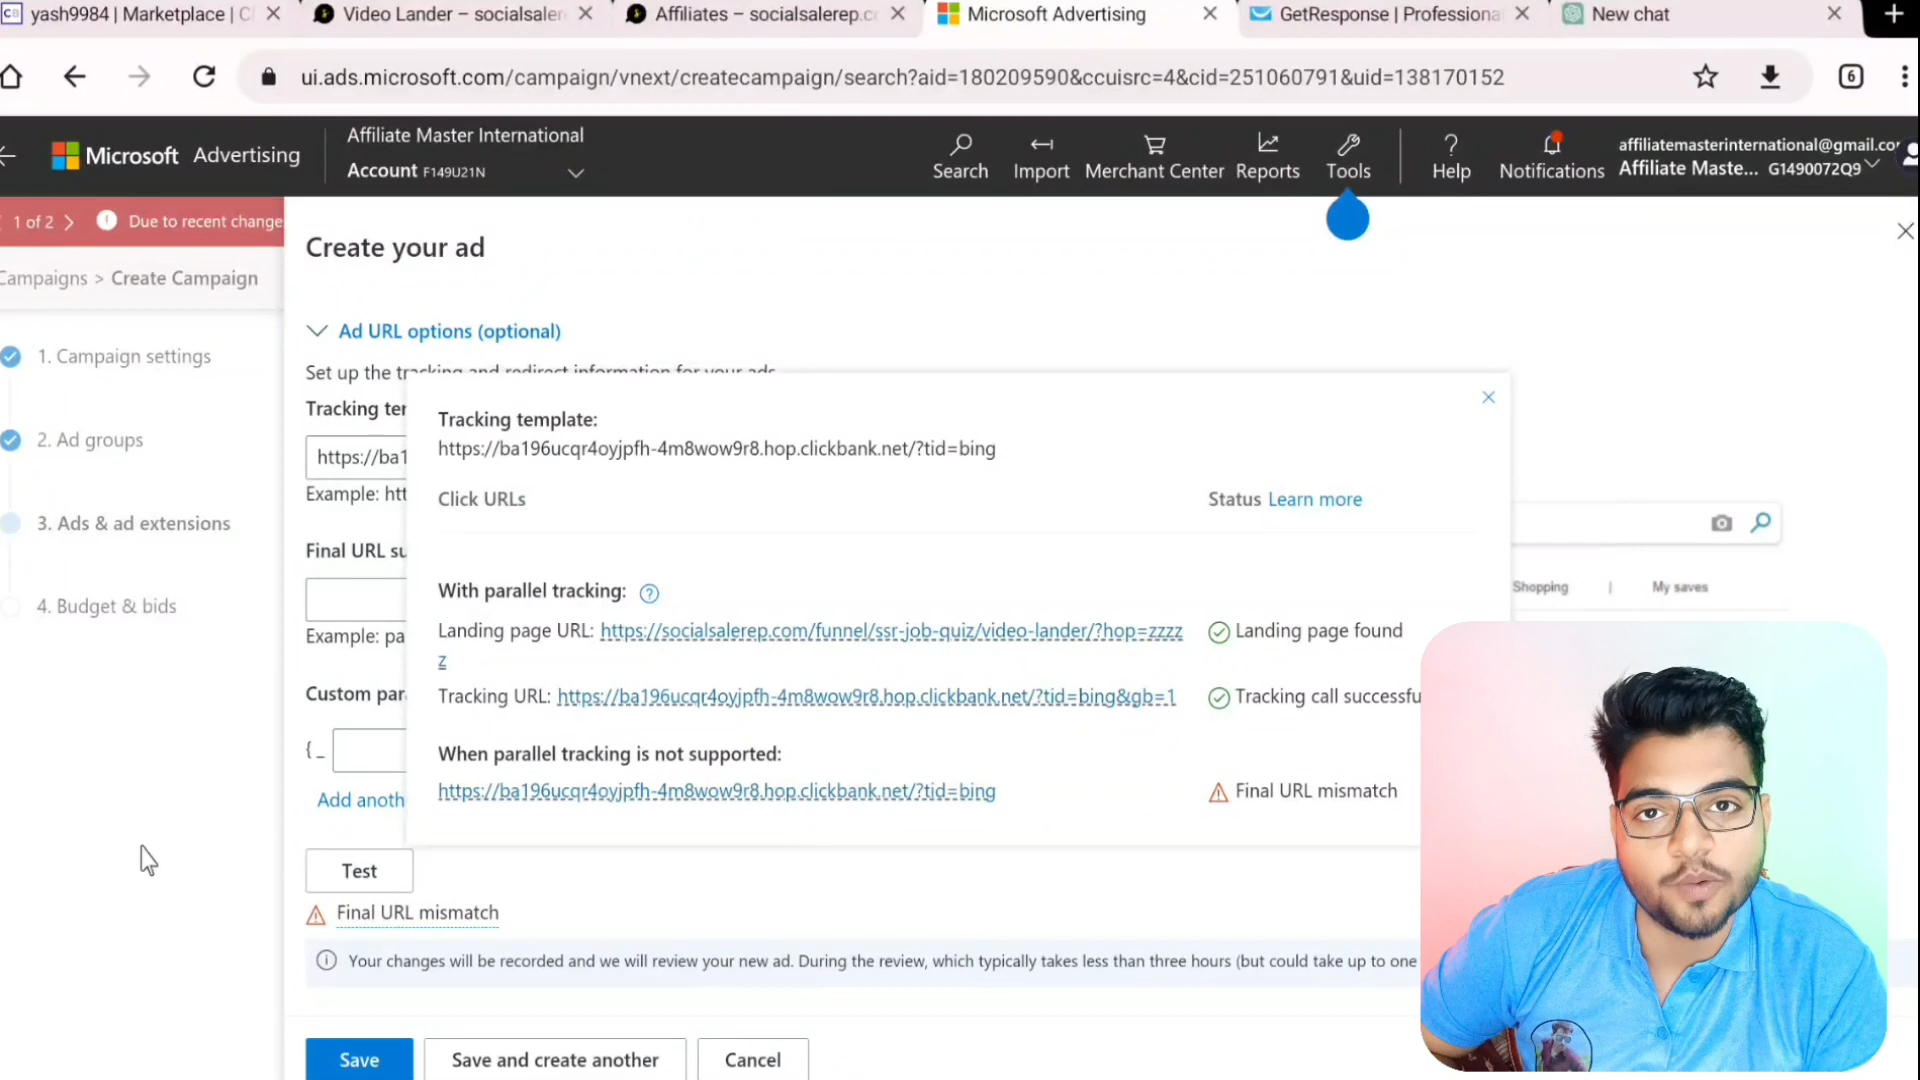 yash9984 | Marketplace | C
Video Lander – socialsaler
Affiliates – socialsalerep.c
Microsoft Advertising
GetResponse | Professiona
New chat
ui.ads.microsoft.com/campaign/vnext/createcampaign/search?aid=180209590&ccuisrc=4&cid=251060791&uid=138170152
6
Microsoft Advertising
Affiliate Master International
Account F149U21N
Search
Import
Merchant Center
Reports
Tools
Help
Notifications
affiliatemasterinternational@gmail.co
Affiliate Maste... G1490072Q9
1 of 2
Due to recent change
Campaigns > Create Campaign
1. Campaign settings
2. Ad groups
3. Ads & ad extensions
4. Budget & bids
Create your ad
Ad URL options (optional)
Set up the tracking and redirect information for your ads
Tracking ter
https://ba1
Example: htt
Final URL su
Example: pa
Custom par
{ _
Add anoth
Tracking template:
https://ba196ucqr4oyjpfh-4m8wow9r8.hop.clickbank.net/?tid=bing
Click URLs
Status Learn more
With parallel tracking:
Landing page URL: https://socialsalerep.com/funnel/ssr-job-quiz/video-lander/?hop=zzzz
z
Landing page found
Tracking URL: https://ba196ucqr4oyjpfh-4m8wow9r8.hop.clickbank.net/?tid=bing&gb=1
Tracking call successfu
When parallel tracking is not supported:
https://ba196ucqr4oyjpfh-4m8wow9r8.hop.clickbank.net/?tid=bing
Final URL mismatch
Shopping | My saves
Test
Final URL mismatch
Your changes will be recorded and we will review your new ad. During the review, which typically takes less than three hours (but could take up to one
Save
Save and create another
Cancel